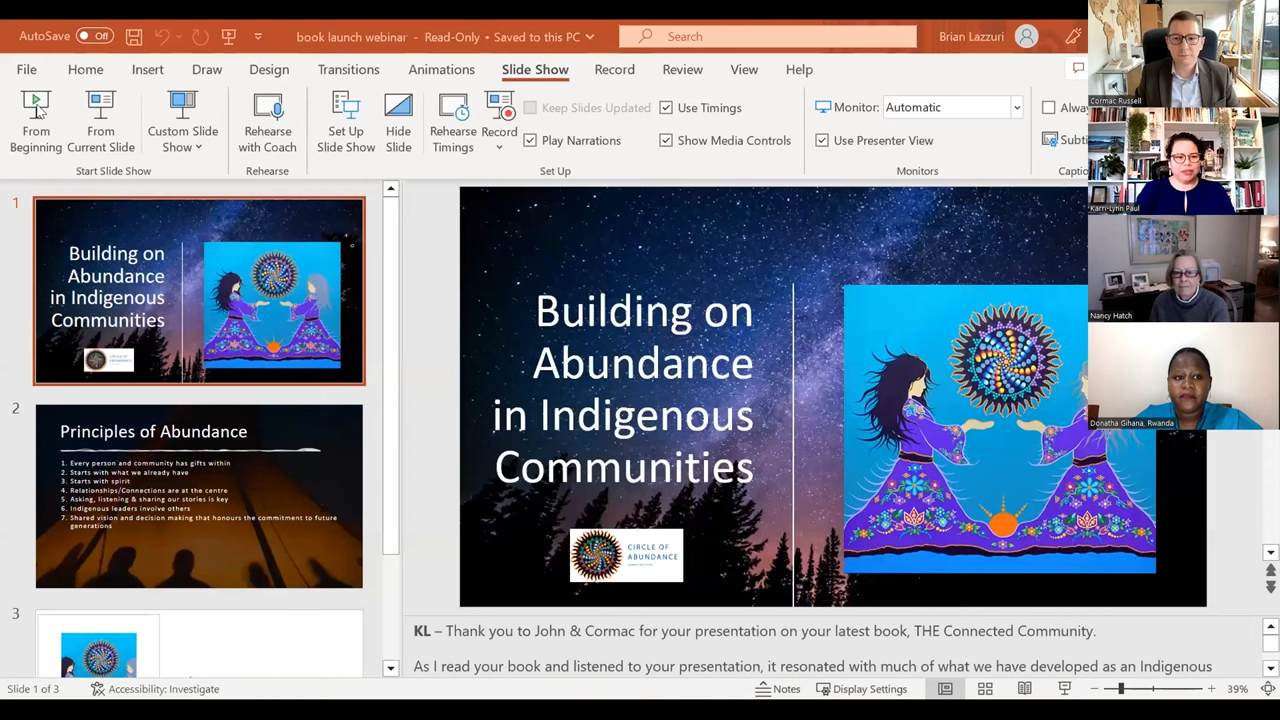 AutoSave Off book launch webinar - Read-Only • Saved to this PC Search Brian Lazzuri
File Home Insert Draw Design Transitions Animations Slide Show Record Review View Help
From Beginning
From Current Slide
Custom Slide Show
Start Slide Show
Rehearse with Coach
Rehearse
Set Up Slide Show
Hide Slide
Rehearse Timings
Record
Keep Slides Updated
Play Narrations
Use Timings
Show Media Controls
Set Up
Monitor: Automatic
Use Presenter View
Monitors
Cormac Russell
Karri-Lynn Paul
Nancy Hatch
Donatha Gihana, Rwanda
1
Building on
Abundance
in Indigenous
Communities
2
Principles of Abundance
1. Every person and community has gifts within
2. Starts with what we already have
3. Starts with spirit
4. Relationships/Connections are at the centre
5. Asking, listening & sharing our stories is key
6. Indigenous leaders involve others
7. Shared vision and decision making that honours the commitment to future
generations
3
Building on
Abundance
in Indigenous
Communities
CIRCLE OF
ABUNDANCE
KL – Thank you to John & Cormac for your presentation on your latest book, THE Connected Community.
As I read your book and listened to your presentation, it resonated with much of what we have developed as an Indigenous
Slide 1 of 3 Accessibility: Investigate Notes Display Settings 39%